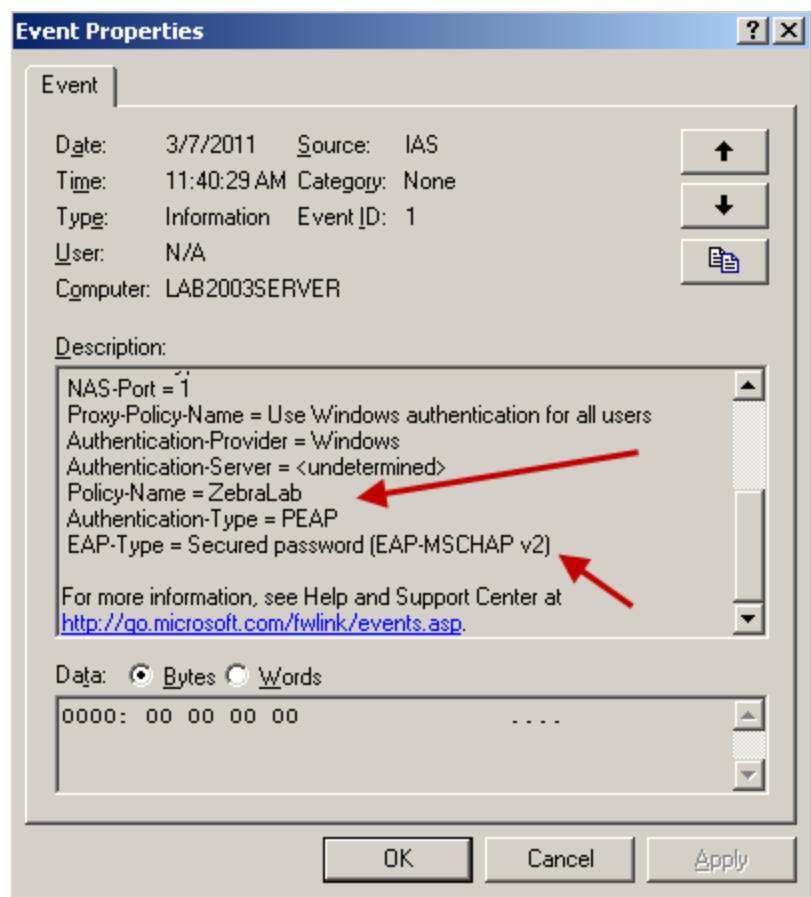 Event Properties
Event
Date: 3/7/2011 Source: IAS
Time: 11:40:29 AM Category: None
Type: Information Event ID: 1
User: N/A
Computer: LAB2003SERVER
Description:
NAS-Port = 1
Proxy-Policy-Name = Use Windows authentication for all users
Authentication-Provider = Windows
Authentication-Server = <undetermined>
Policy-Name = ZebraLab
Authentication-Type = PEAP
EAP-Type = Secured password (EAP-MSCHAP v2)
For more information, see Help and Support Center at
http://go.microsoft.com/fwlink/events.asp.
Data: Bytes Words
0000: 00 00 00 00 ....
OK Cancel Apply